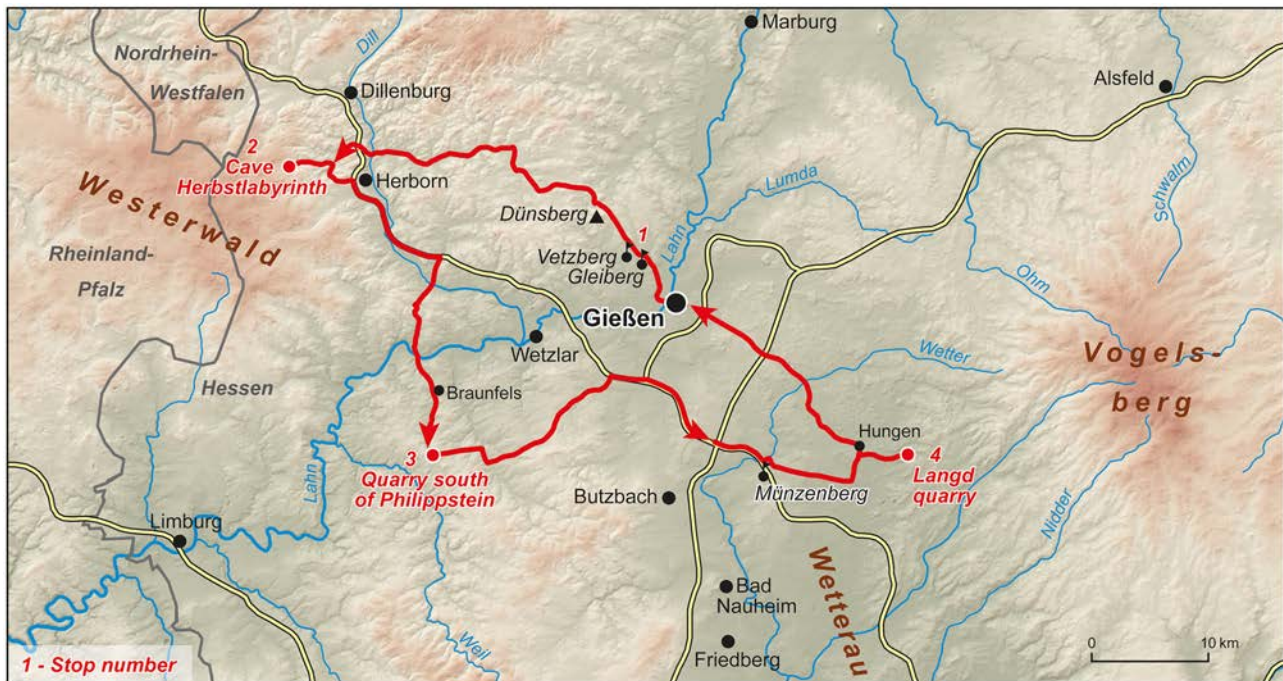 Marburg
Nordrhein-
Westfalen
Dill
Alsfeld
Dillenburg
2
Cave
Herbstlabyrinth
Herborn
Westerwald
Lumda
Schwalm
Dünsberg
1
Vetzberg
Gleiberg
Lahn
Rheinland-
Pfalz
Ohm
Gießen
Wetzlar
Wetter
Vogels-
berg
Hessen
Braunfels
Hungen
3
Quarry south
of Philippstein
4
Langd
quarry
Lahn
Butzbach
Münzenberg
Nidder
Limburg
Wetterau
Bad
Nauheim
Friedberg
Weil
0 10 km
1 - Stop number